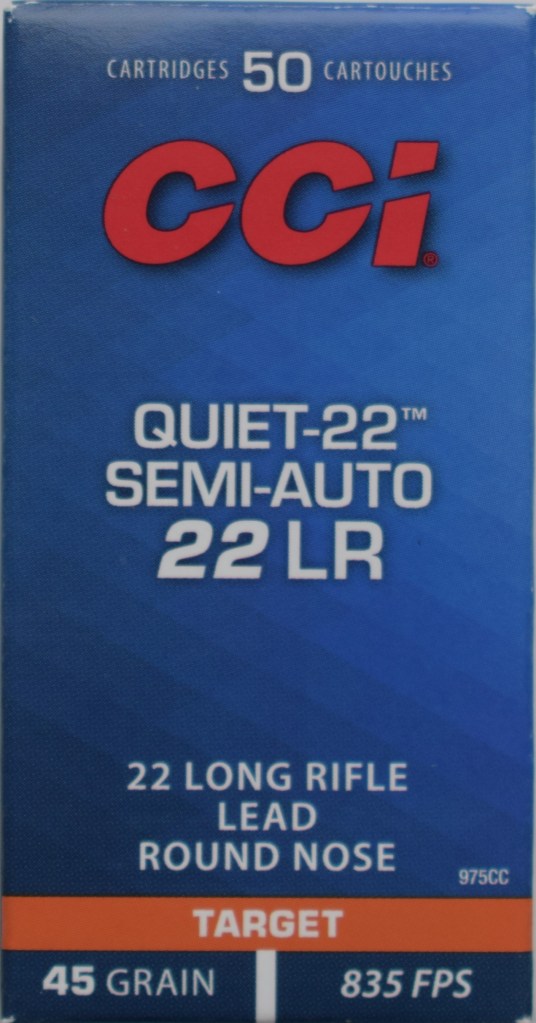 CARTRIDGES 50 CARTOUCHES
CCI®
QUIET-22™
SEMI-AUTO
22 LR
22 LONG RIFLE
LEAD
ROUND NOSE
975CC
TARGET
45 GRAIN 835 FPS